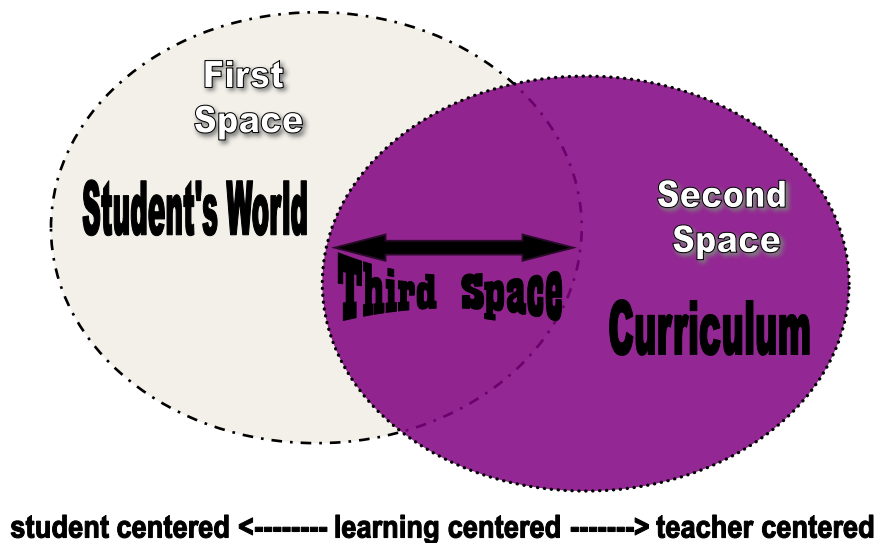 First
Space
Student's World
Second
Space
Third Space
Curriculum
student centered <-------- learning centered -------> teacher centered